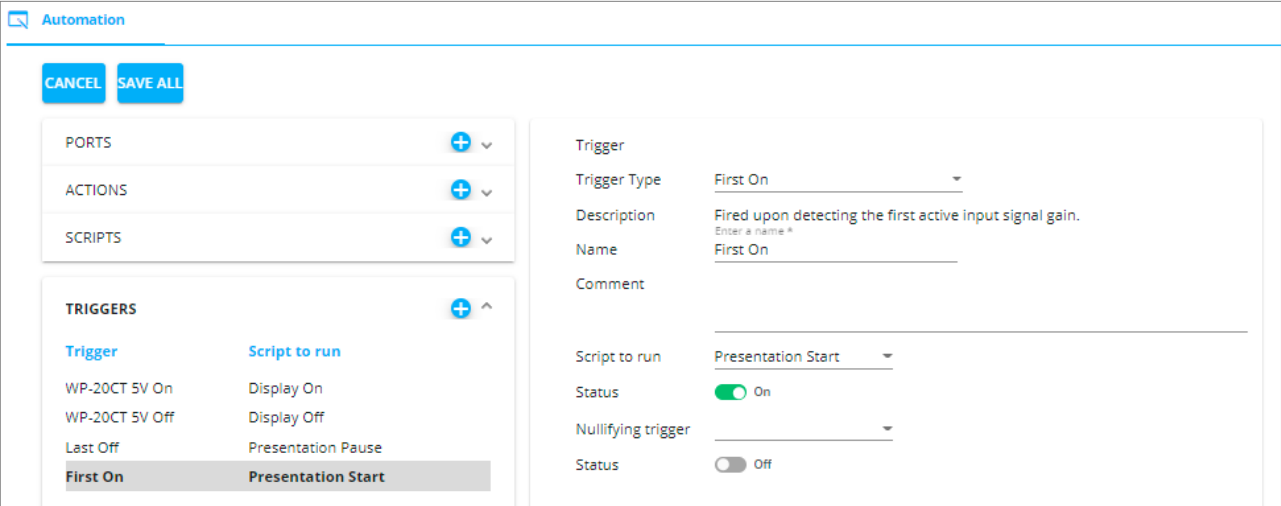 Automation
CANCEL SAVE ALL
PORTS
ACTIONS
SCRIPTS
TRIGGERS
Trigger Script to run
WP-20CT 5V On Display On
WP-20CT 5V Off Display Off
Last Off Presentation Pause
First On Presentation Start
Trigger
Trigger Type First On
Description Fired upon detecting the first active input signal gain.
Enter a name *
Name First On
Comment
Script to run Presentation Start
Status On
Nullifying trigger
Status Off